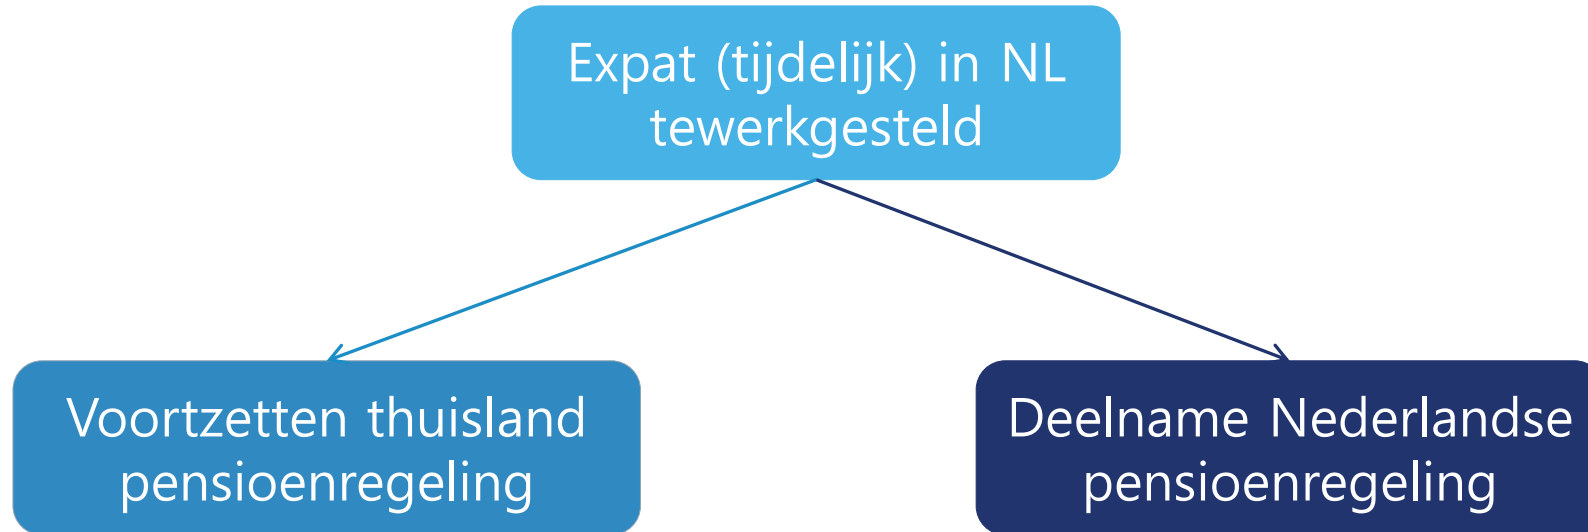 Expat (tijdelijk) in NL
tewerkgesteld
Voortzetten thuisland
pensioenregeling
Deelname Nederlandse
pensioenregeling